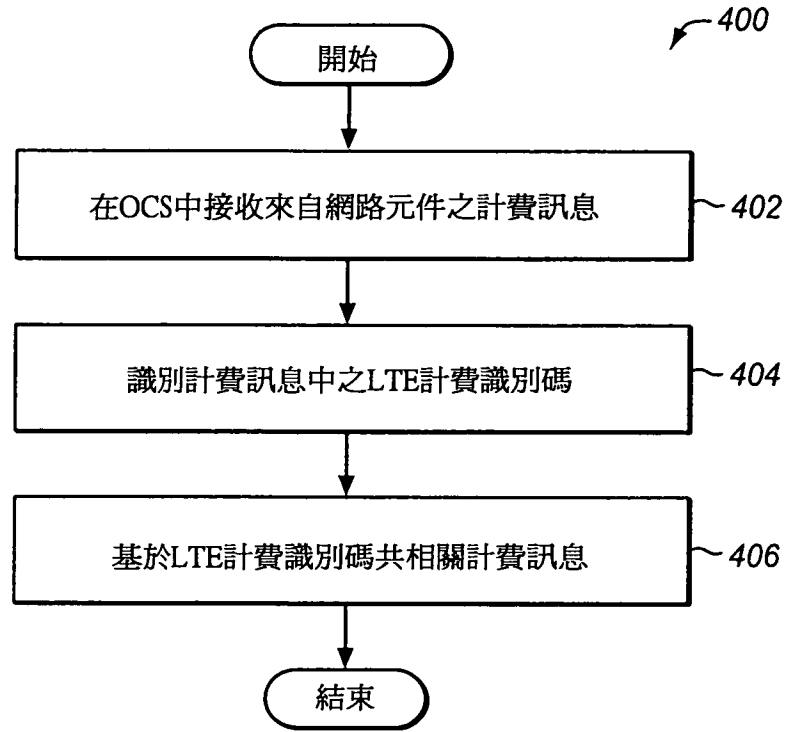 400
開始
在OCS中接收來自網路元件之計費訊息
402
識別計費訊息中之LTE計費識別碼
404
基於LTE計費識別碼共相關計費訊息
406
結束